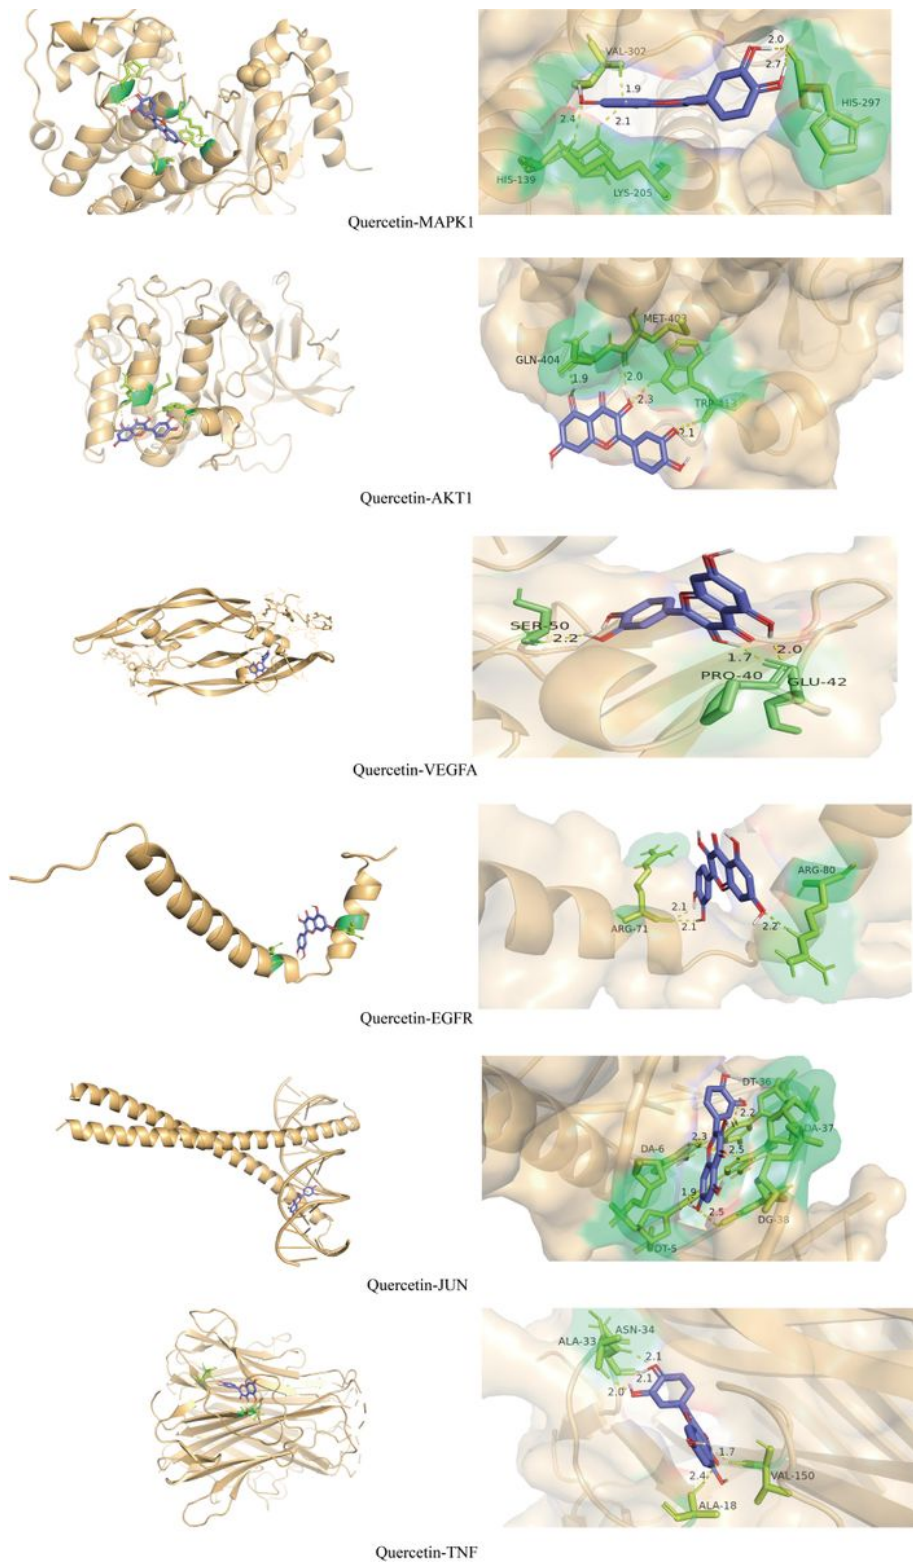 VAL-302
2.0
2.7
1.9
HIS-297
2.4
2.1
HIS-139
LYS-205
Quercetin-MAPK1
MET-403
GLN-404
1.9
2.0
2.3
2.1
Quercetin-AKT1
SER-50
2.2
2.0
1.7
PRO-40
GLU-42
Quercetin-VEGFA
ARG-80
2.1
ARG-71
2.1
2.2
Quercetin-EGFR
DT-36
2.2
DA-37
2.3
DA-6
2.5
1.9
2.5
DG-38
DT-5
Quercetin-JUN
ASN-34
ALA-33
2.1
2.1
2.0
1.7
2.4
VAL-150
ALA-18
Quercetin-TNF